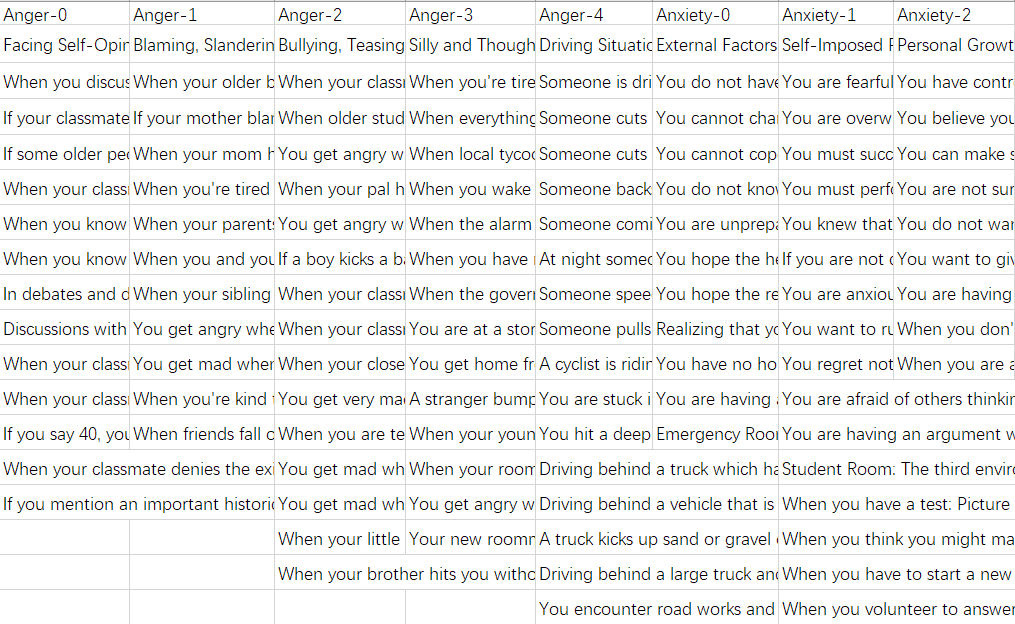 Anger-0 Anger-1 Anger-2 Anger-3 Anger-4 Anxiety-0 Anxiety-1 Anxiety-2
Facing Self-Opir Blaming, Slanderin Bullying, Teasing Silly and Though Driving Situatic External Factors Self-Imposed F Personal Growt
When you discus When your older b When your classi When you're tire Someone is dri You do not have You are fearful You have contr
If your classmate If your mother blar When older stud When everything Someone cuts You cannot cha You are overw You believe you
If some older pec When your mom h You get angry w When local tycoc Someone cuts You cannot cop You must succ You can make s
When your classi When you're tired When your pal h When you wake Someone back You do not knov You must perfc You are not sur
When you know When your parents You get angry w When the alarm Someone comi You are unprepa You knew that You do not war
When you know When you and you If a boy kicks a ba When you have r At night somec You hope the he If you are not c You want to giv
In debates and d When your sibling When your classi When the goverr Someone spee You hope the re You are anxiou You are having
Discussions with You get angry whe When your classi You are at a stor Someone pulls Realizing that yc You want to ru When you don'
When your classi You get mad wher When your close You get home fr A cyclist is ridir You have no ho You regret not When you are a
When your classi When you're kind You get very mac A stranger bump You are stuck i You are having You are afraid of others thinkir
If you say 40, you When friends fall c When you are te When your youn You hit a deep Emergency Roor You are having an argument w
When your classmate denies the exi You get mad wh When your room Driving behind a truck which ha Student Room: The third enviro
If you mention an important historic You get mad wh You get angry w Driving behind a vehicle that is When you have a test: Picture
When your little Your new roomr A truck kicks up sand or gravel When you think you might ma
When your brother hits you witho Driving behind a large truck and When you have to start a new
You encounter road works and When you volunteer to answer